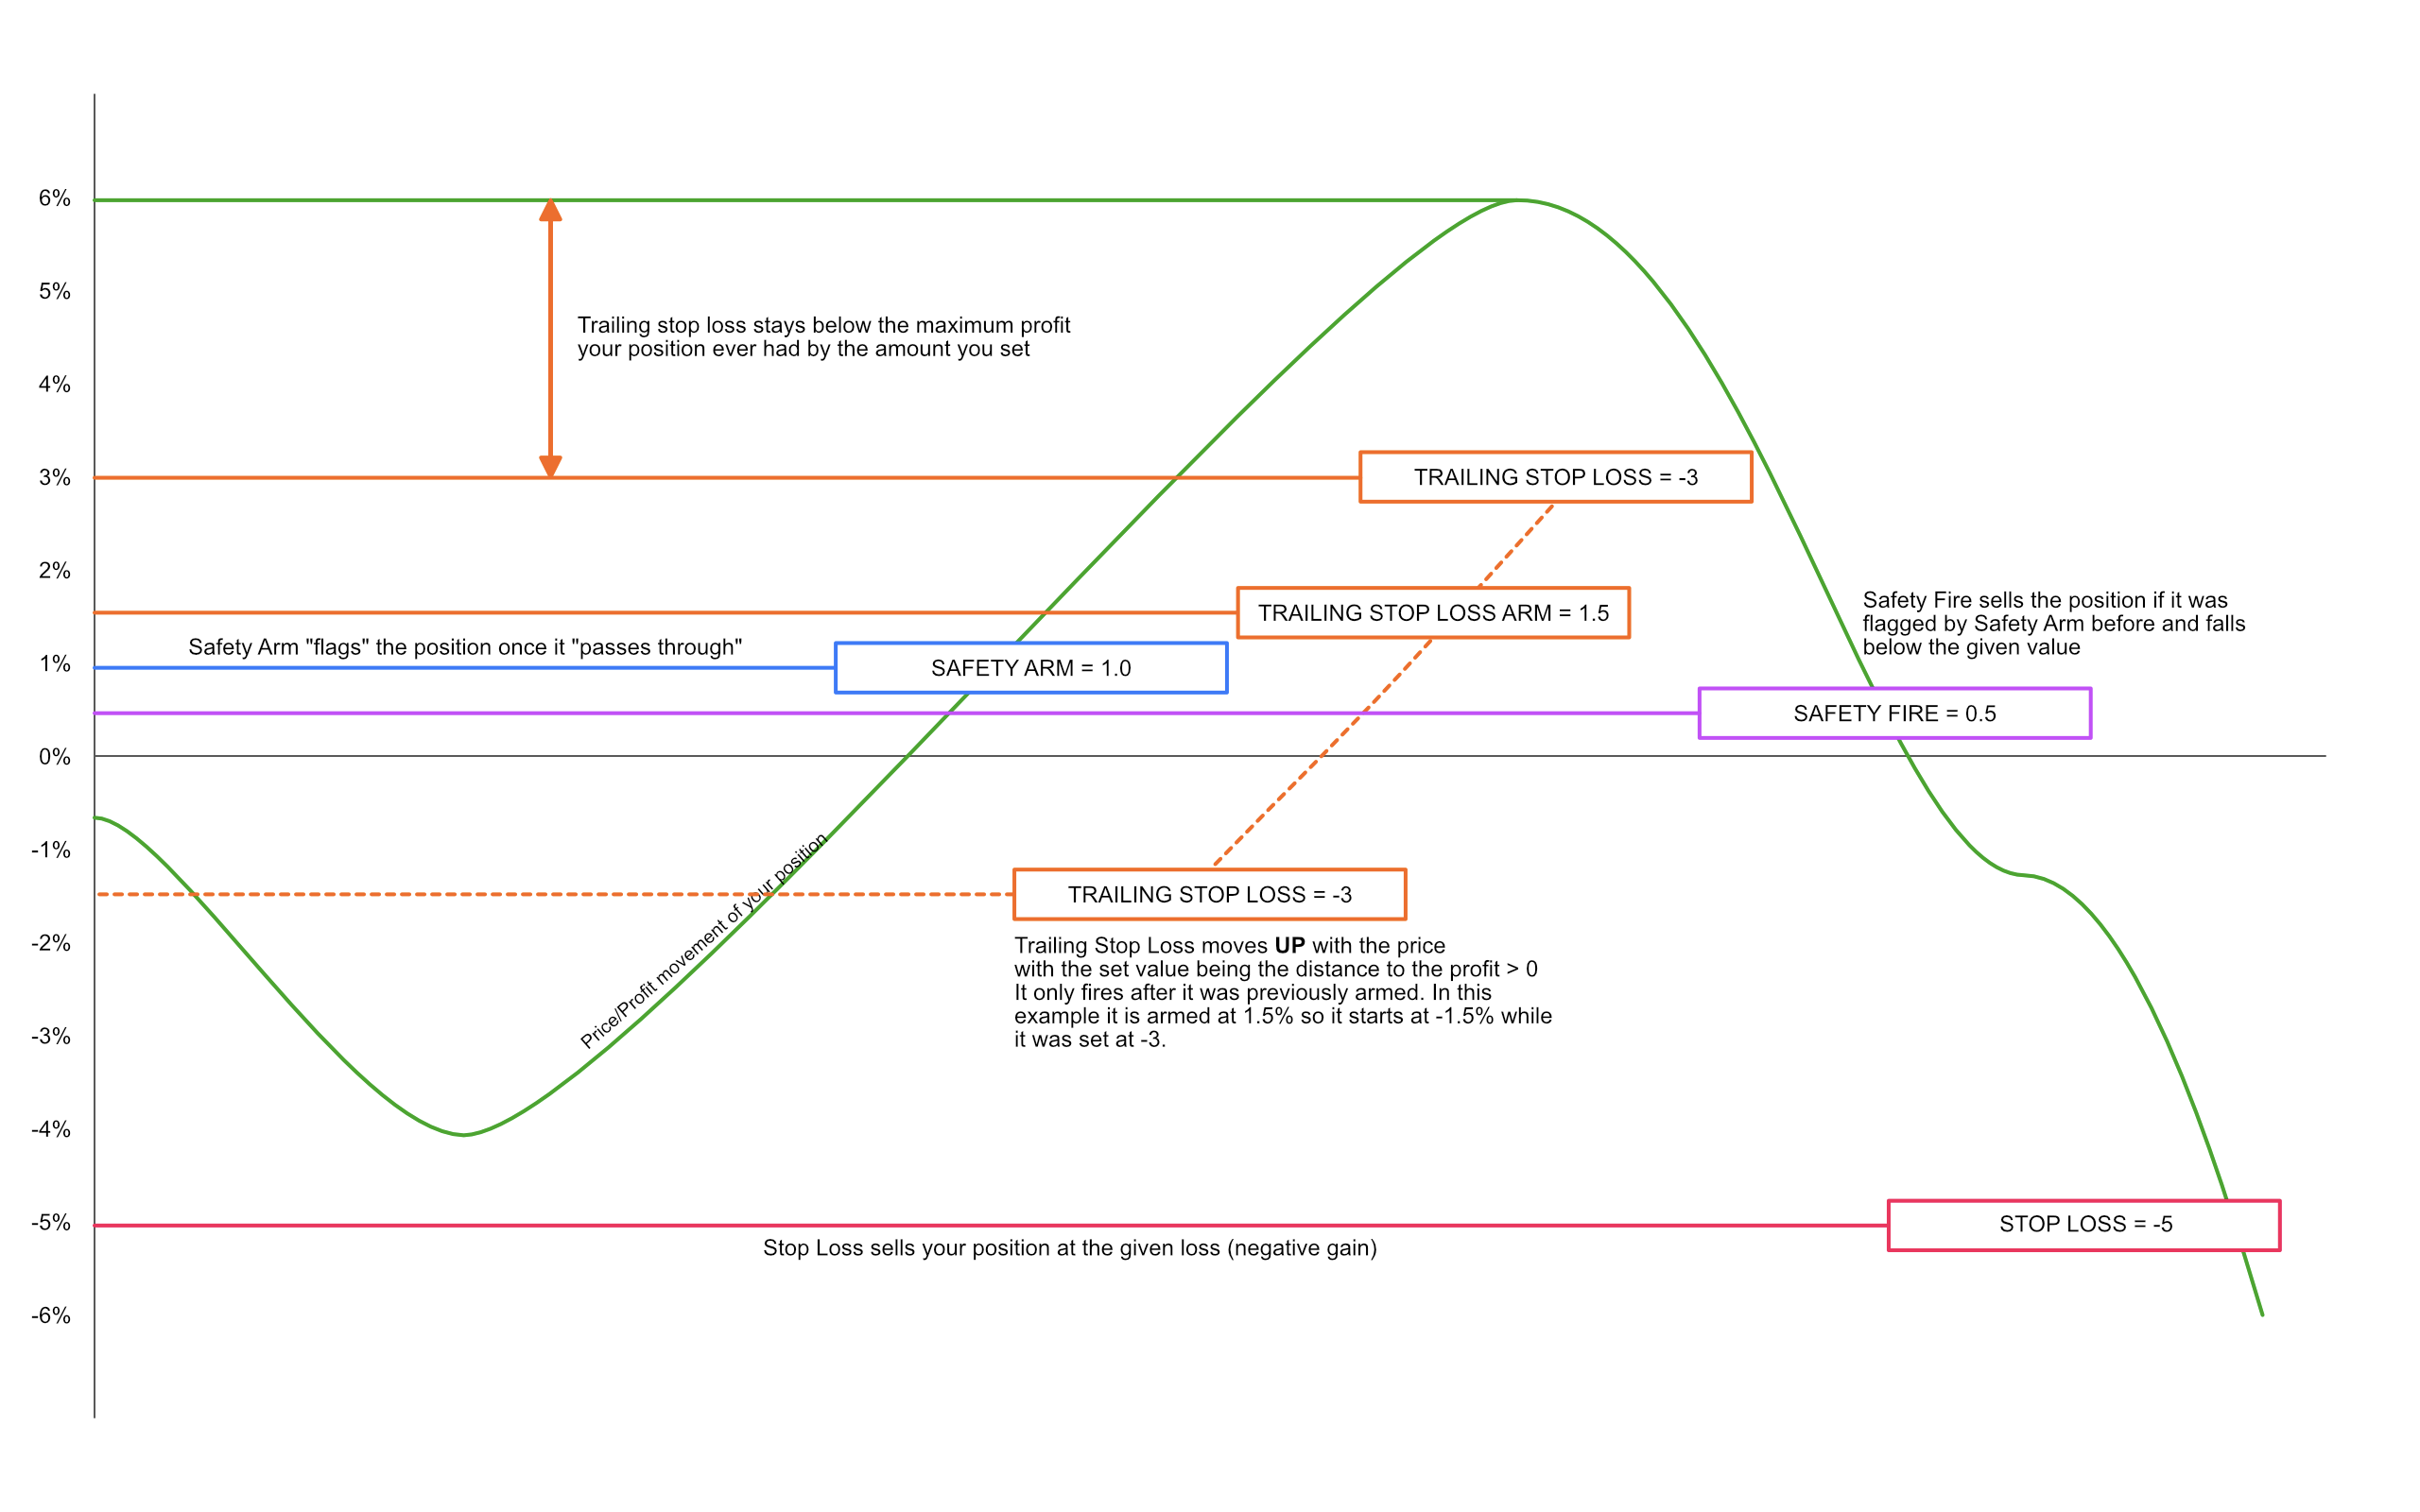 6%
5%
Trailing stop loss stays below the maximum profit
your position ever had by the amount you set
4%
3%
TRAILING STOP LOSS = -3
2%
TRAILING STOP LOSS ARM = 1.5
Safety Fire sells the position if it was
flagged by Safety Arm before and falls
below the given value
Safety Arm "flags" the position once it "passes through"
1%
SAFETY ARM = 1.0
SAFETY FIRE = 0.5
0%
-1%
Price/Profit movement of your position
TRAILING STOP LOSS = -3
-2%
Trailing Stop Loss moves UP with the price
with the set value being the distance to the profit > 0
It only fires after it was previously armed. In this
example it is armed at 1.5% so it starts at -1.5% while
it was set at -3.
-3%
-4%
-5%
STOP LOSS = -5
Stop Loss sells your position at the given loss (negative gain)
-6%